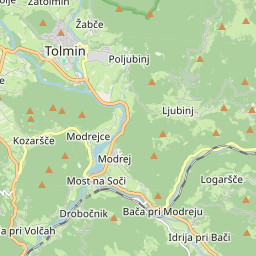 Zatolmin
Žabče
Tolmin
Poljubinj
Ljubinj
Modrejce
Kozaršče
Modrej
Most na Soči
Logaršče
Drobočnik
Bača pri Modreju
pri Volčah
Idrija pri Bači